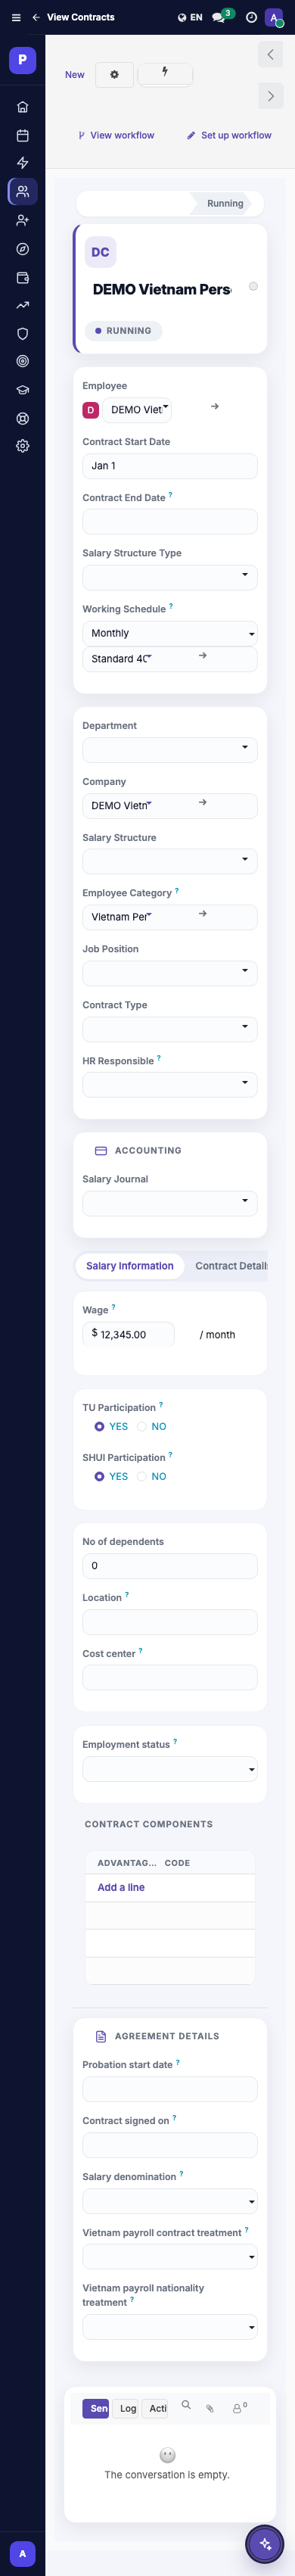 View Contracts
EN
3
A
P
New
View workflow
Set up workflow
Running
DC
DEMO Vietnam Pers
RUNNING
Employee
D
DEMO Viet
Contract Start Date
Jan 1
Contract End Date ?
Salary Structure Type
Working Schedule ?
Monthly
Standard 40
Department
Company
DEMO Vietn
Salary Structure
Employee Category ?
Vietnam Per
Job Position
Contract Type
HR Responsible ?
ACCOUNTING
Salary Journal
Salary Information
Contract Details
Wage ?
$ 12,345.00
/ month
TU Participation ?
YES
NO
SHUI Participation ?
YES
NO
No of dependents
0
Location ?
Cost center ?
Employment status ?
CONTRACT COMPONENTS
ADVANTAG... CODE
Add a line
AGREEMENT DETAILS
Probation start date ?
Contract signed on ?
Salary denomination ?
Vietnam payroll contract treatment ?
Vietnam payroll nationality
treatment ?
Sen
Log
Acti
0
The conversation is empty.
A